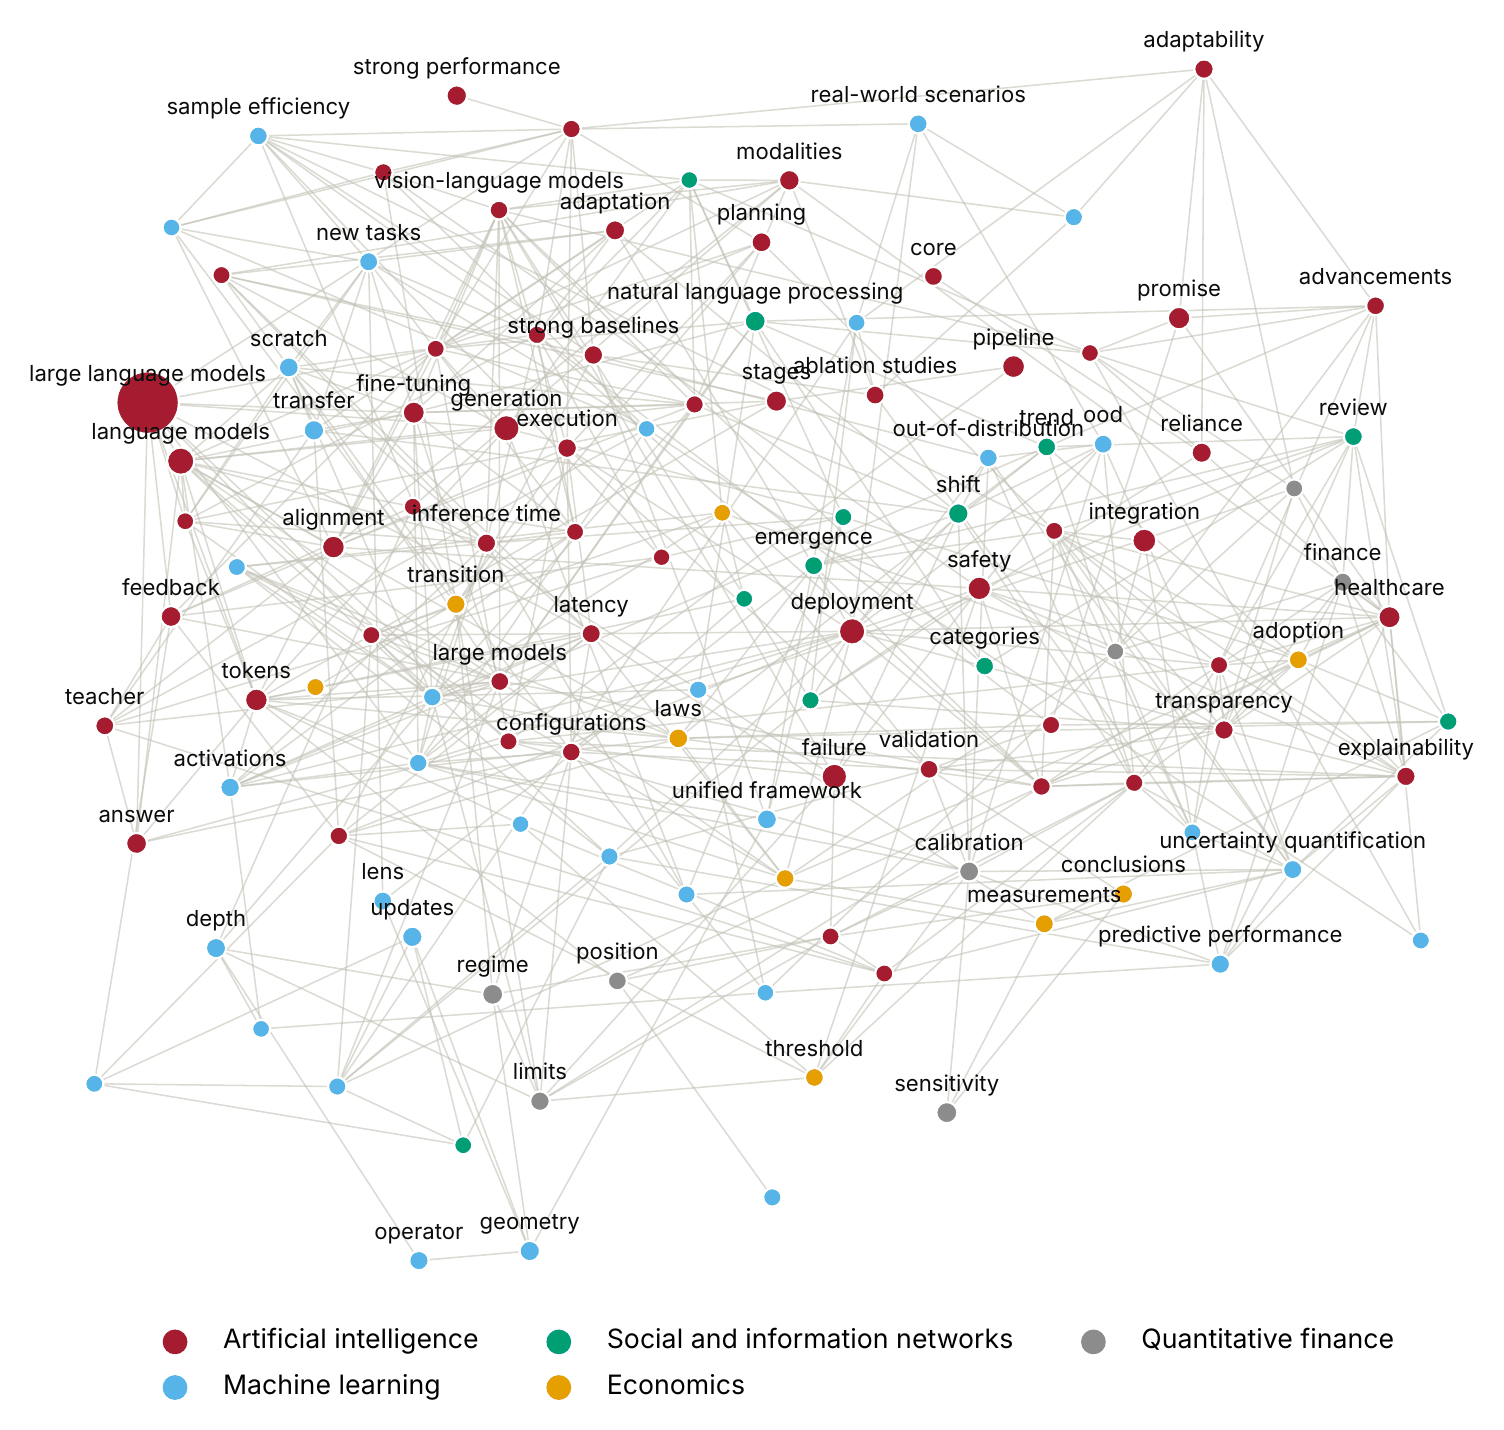 adaptability
strong performance
real-world scenarios
sample efficiency
modalities
vision-language models
adaptation
planning
new tasks
core
advancements
promise
natural language processing
strong baselines
scratch
pipeline
large language models
stages
ablation studies
fine-tuning
generation
transfer
execution
trend
ood
review
out-of-distribution
reliance
language models
shift
integration
alignment
inference time
emergence
finance
safety
transition
feedback
healthcare
latency
deployment
categories
adoption
large models
tokens
teacher
transparency
laws
configurations
validation
failure
explainability
activations
unified framework
answer
calibration
uncertainty quantification
conclusions
lens
measurements
updates
depth
predictive performance
position
regime
threshold
limits
sensitivity
operator
geometry
Artificial intelligence
Social and information networks
Quantitative finance
Machine learning
Economics